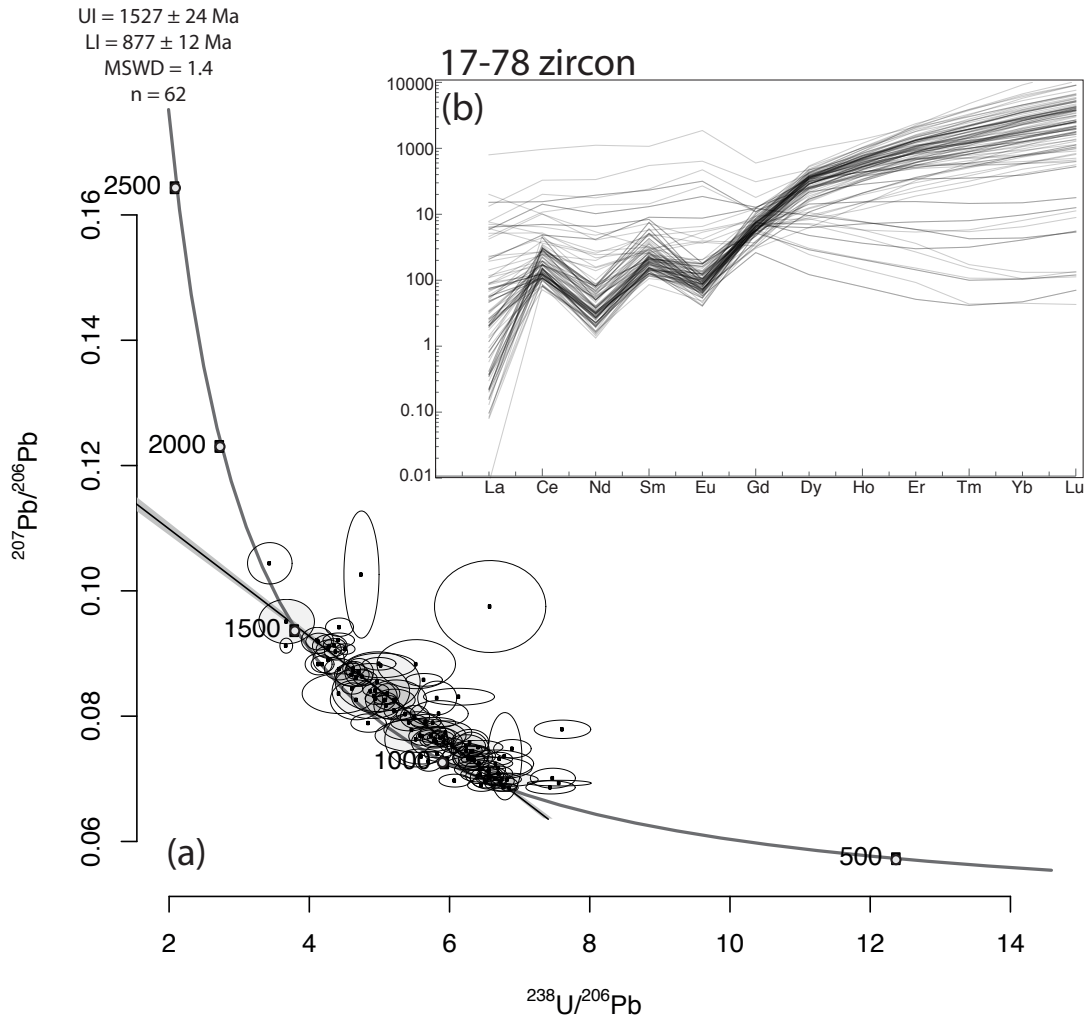 UI = 1527 ± 24 Ma
LI = 877 ± 12 Ma
MSWD = 1.4
n = 62
17-78 zircon
(b)
10000
1000
10
100
1
0.10
0.01
La Ce Nd Sm Eu Gd Dy Ho Er Tm Yb Lu
2500
2000
1500
1000
500
0.16
0.14
0.12
0.10
0.08
0.06
²⁰⁷Pb/²⁰⁶Pb
(a)
2 4 6 8 10 12 14
²³⁸U/²⁰⁶Pb